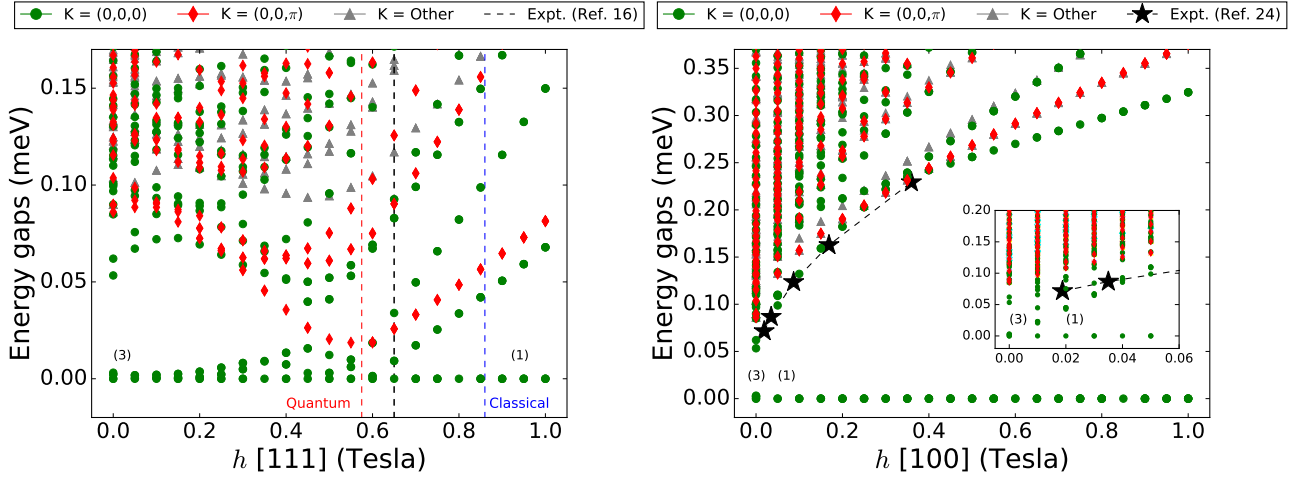 K = (0,0,0) K = (0,0,π) K = Other Expt. (Ref. 16)
Energy gaps (meV)
0.15
0.10
0.05
0.00
(3)
(1)
Quantum
Classical
0.0 0.2 0.4 0.6 0.8 1.0
h [111] (Tesla)
K = (0,0,0) K = (0,0,π) K = Other Expt. (Ref. 24)
Energy gaps (meV)
0.35
0.30
0.25
0.20
0.15
0.10
0.05
0.00
(3) (1)
0.20
0.15
0.10
0.05
0.00
(3) (1)
0.00 0.02 0.04 0.06
0.0 0.2 0.4 0.6 0.8 1.0
h [100] (Tesla)